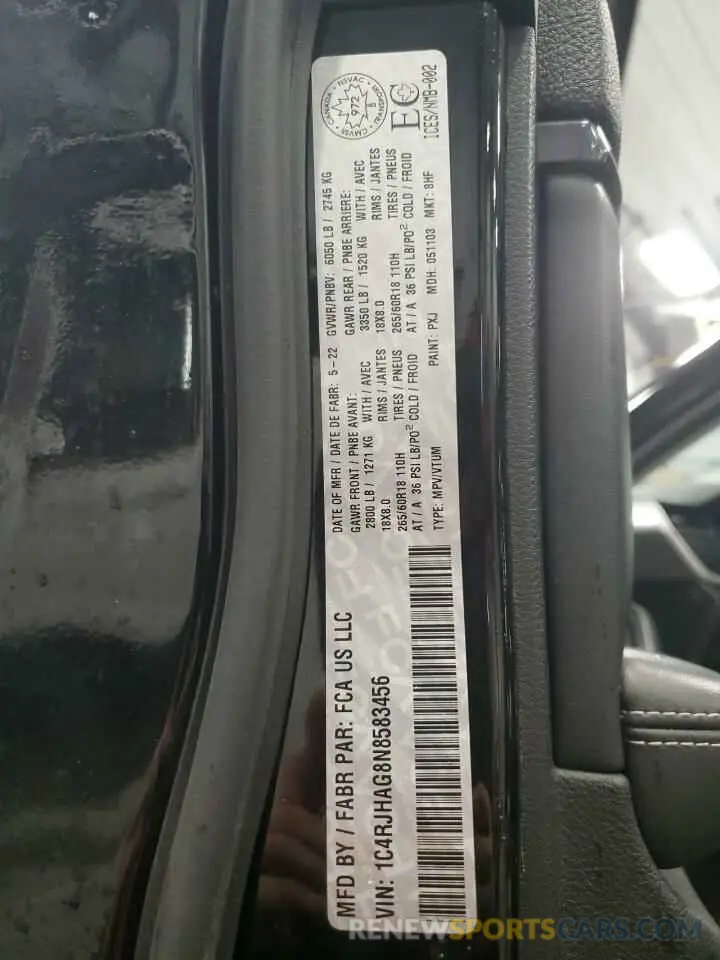 MFD BY / FABR PAR: FCA US LLC
DATE OF MFR / DATE DE FABR: 5-22
GVWR/PNBV: 6050 LB / 2745 KG
GAWR FRONT / PNBE AVANT:
2800 LB / 1271 KG WITH / AVEC
18X8.0 RIMS / JANTES
265/60R18 110H TIRES / PNEUS
AT / A 36 PSI LB/PO² COLD / FROID
GAWR REAR / PNBE ARRIERE:
3350 LB / 1520 KG WITH / AVEC
18X8.0 RIMS / JANTES
265/60R18 110H TIRES / PNEUS
AT / A 36 PSI LB/PO² COLD / FROID
VIN: 1C4RJHAG8N8583456
TYPE: MPV/VTUM
PAINT: PXJ MDH: 051103 MKT: 8HF
CANADA NSVAC
972
CMVSS
EC
ICES/NMB-002
RENEWSPORTSCARS.COM